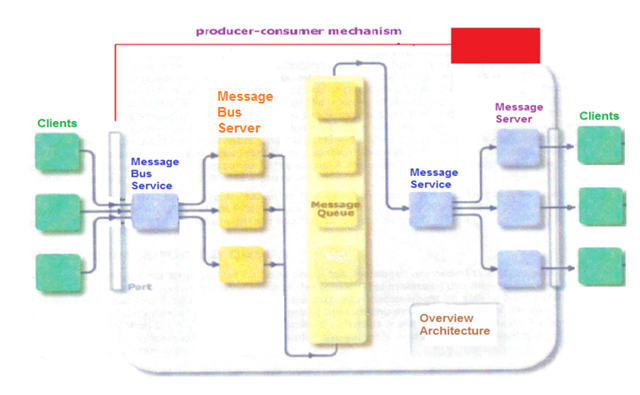 producer-consumer mechanism
Clients
Message
Bus
Server
Message
Bus
Service
Port
Message
Queue
Message
Service
Message
Server
Clients
Overview
Architecture